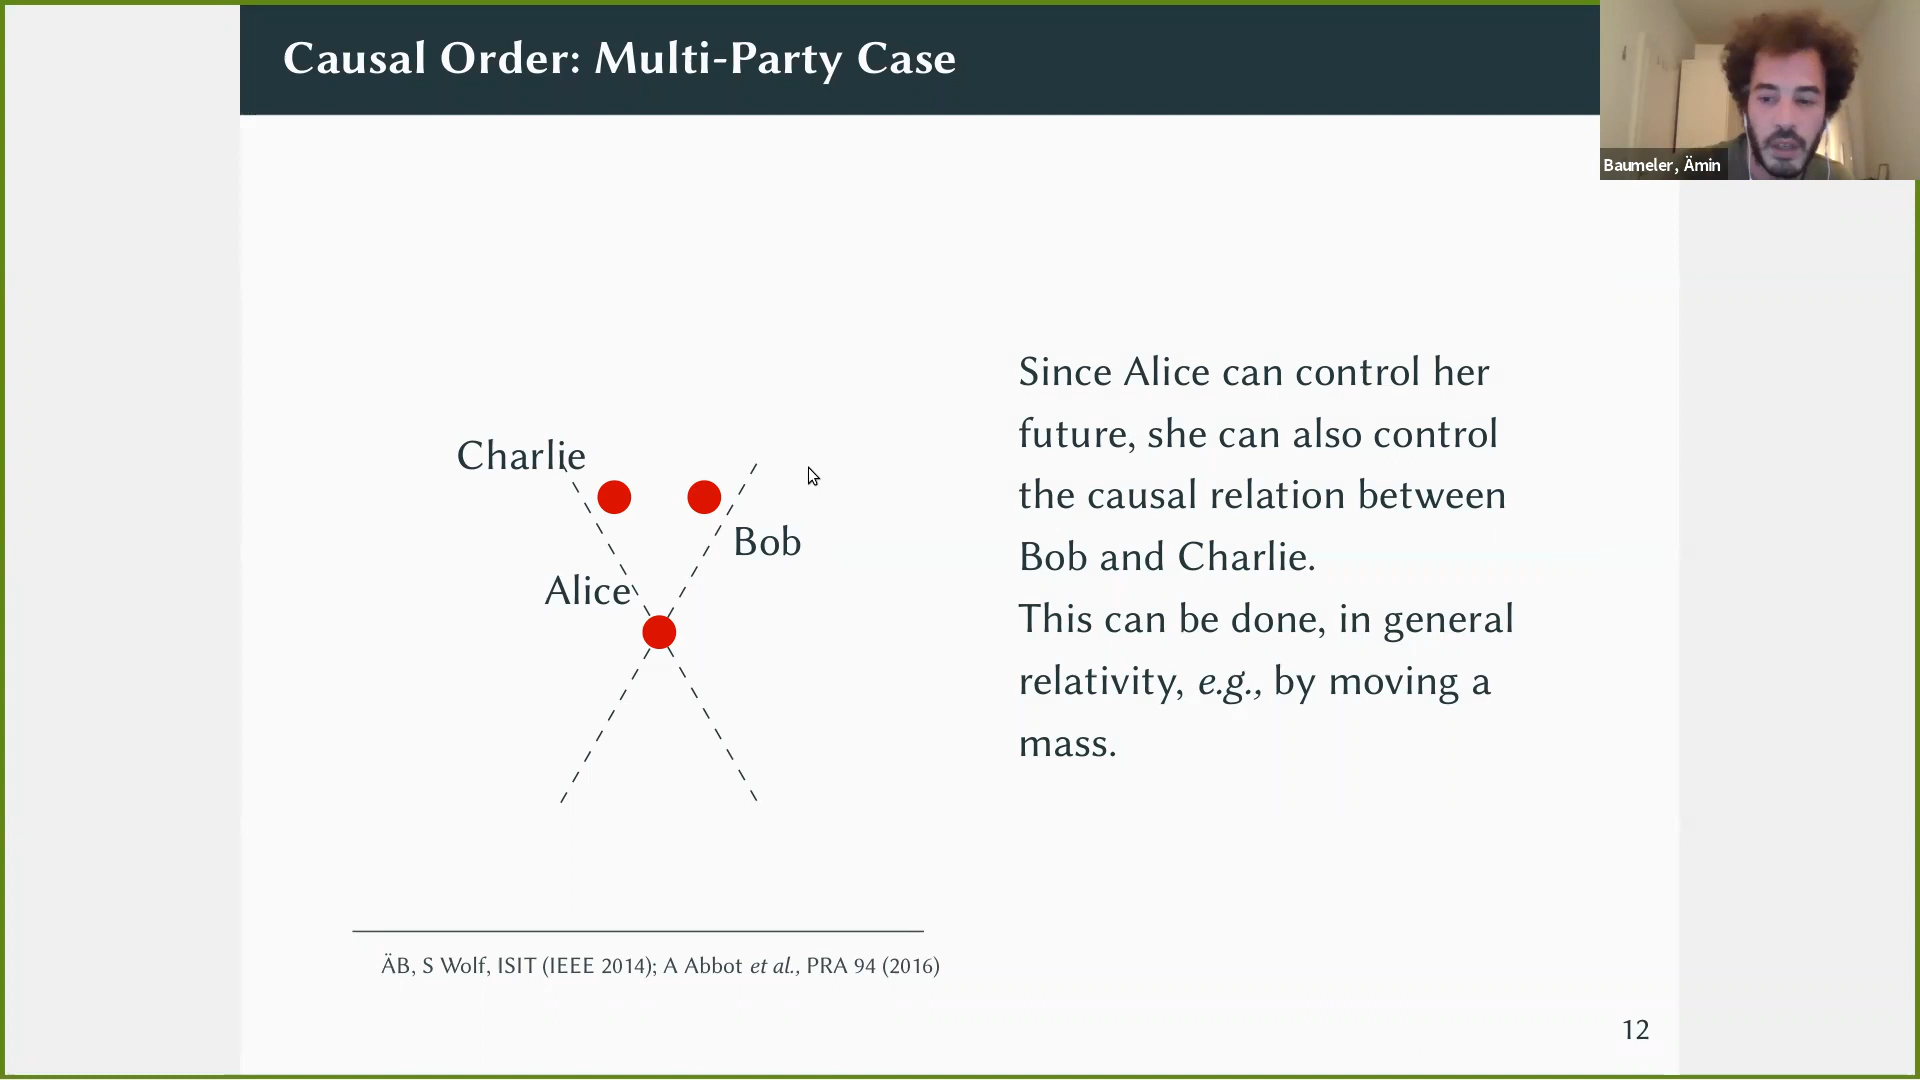 Causal Order: Multi-Party Case
Baumeler, Ämin
Charlie
Bob
Alice
Since Alice can control her
future, she can also control
the causal relation between
Bob and Charlie.
This can be done, in general
relativity, e.g., by moving a
mass.
ÄB, S Wolf, ISIT (IEEE 2014); A Abbot et al., PRA 94 (2016)
12